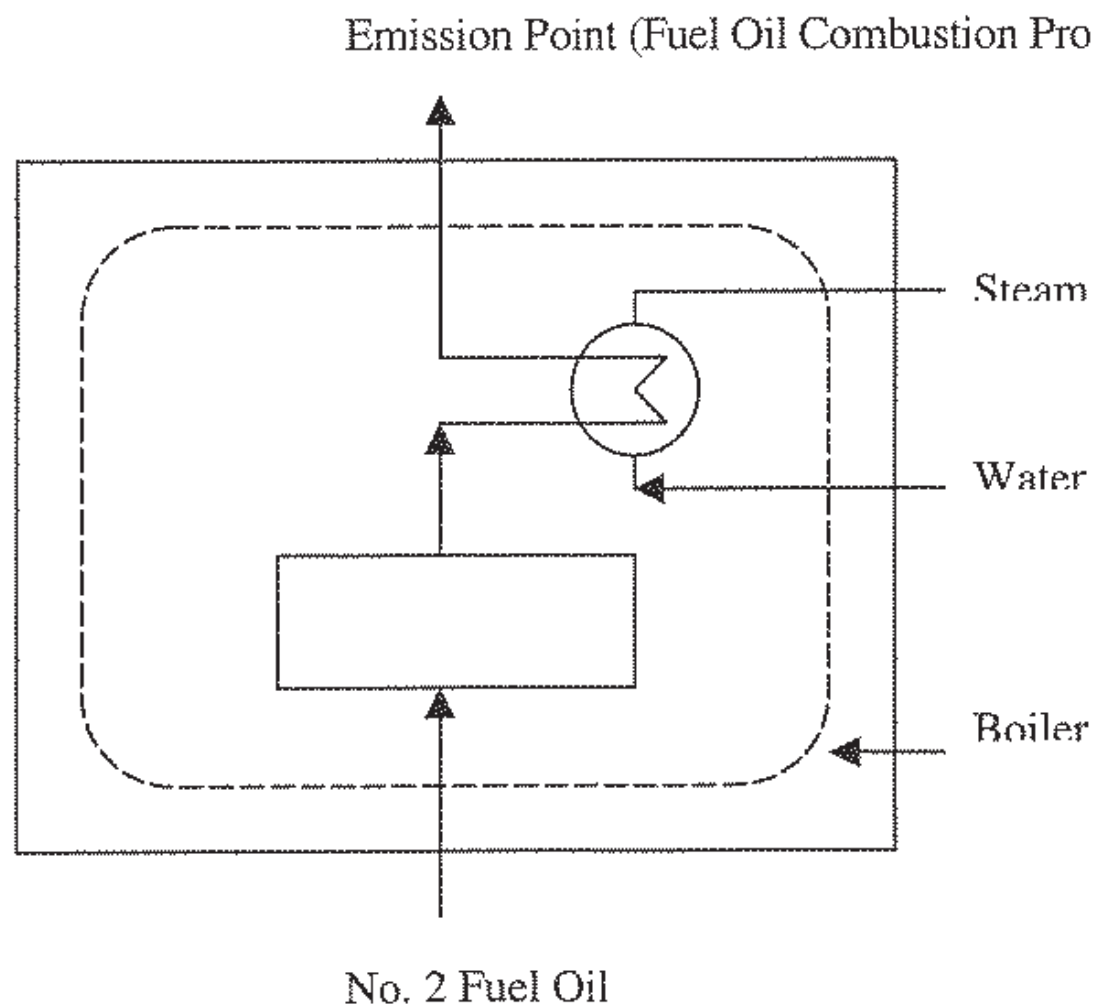 Emission Point (Fuel Oil Combustion Pro
Steam
Water
Boiler
No. 2 Fuel Oil